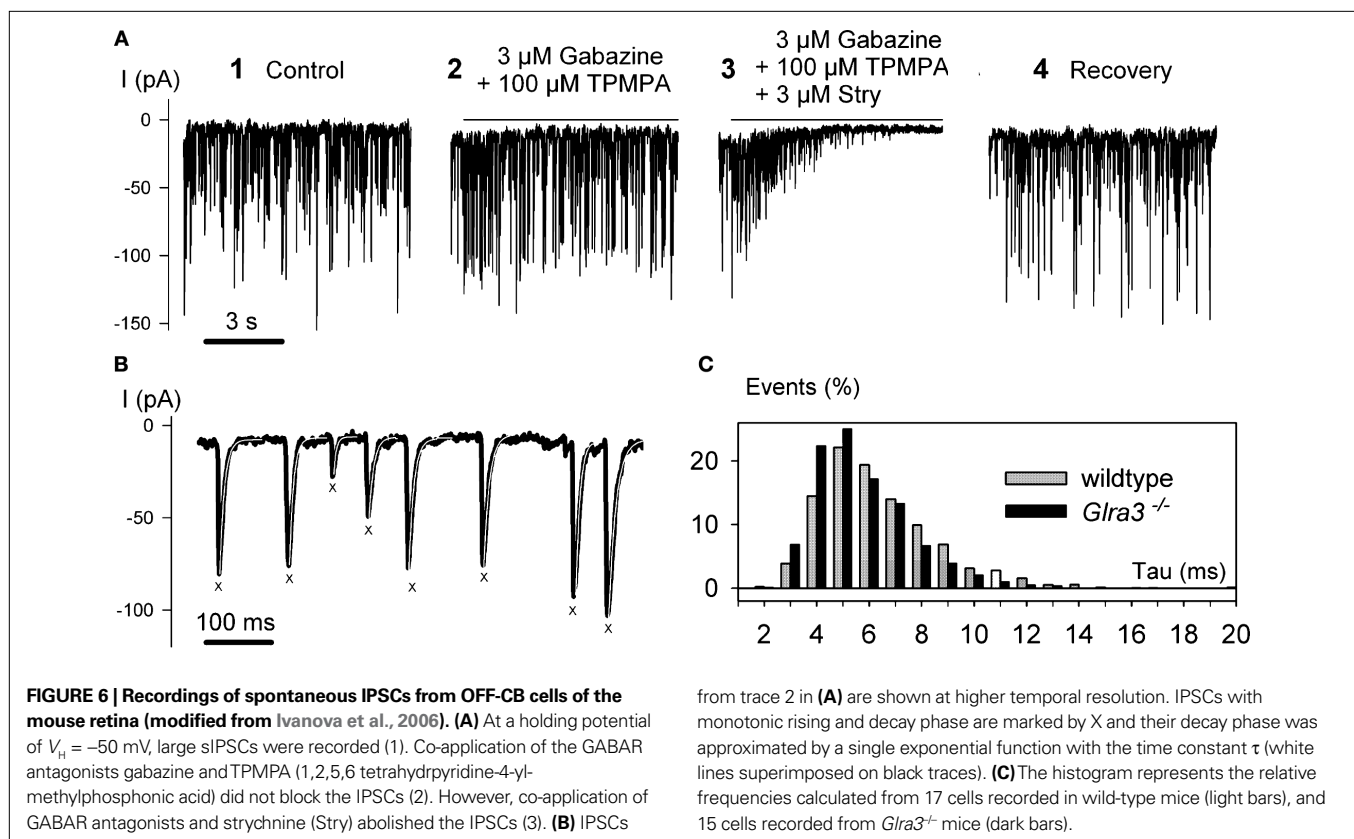 A
I (pA)
1 Control
2 3 µM Gabazine
+ 100 µM TPMPA
3 3 µM Gabazine
+ 100 µM TPMPA
+ 3 µM Stry
4 Recovery
0
-50
-100
-150
3 s
B
I (pA)
0
-50
-100
X X X X X X X X
100 ms
C
Events (%)
20
10
0
wildtype
Glra3 -/-
Tau (ms)
2 4 6 8 10 12 14 16 18 20
FIGURE 6 | Recordings of spontaneous IPSCs from OFF-CB cells of the
mouse retina (modified from Ivanova et al., 2006). (A) At a holding potential
of VH = –50 mV, large sIPSCs were recorded (1). Co-application of the GABAR
antagonists gabazine and TPMPA (1,2,5,6 tetrahydrpyridine-4-yl-
methylphosphonic acid) did not block the IPSCs (2). However, co-application of
GABAR antagonists and strychnine (Stry) abolished the IPSCs (3). (B) IPSCs
from trace 2 in (A) are shown at higher temporal resolution. IPSCs with
monotonic rising and decay phase are marked by X and their decay phase was
approximated by a single exponential function with the time constant τ (white
lines superimposed on black traces). (C) The histogram represents the relative
frequencies calculated from 17 cells recorded in wild-type mice (light bars), and
15 cells recorded from Glra3–/– mice (dark bars).